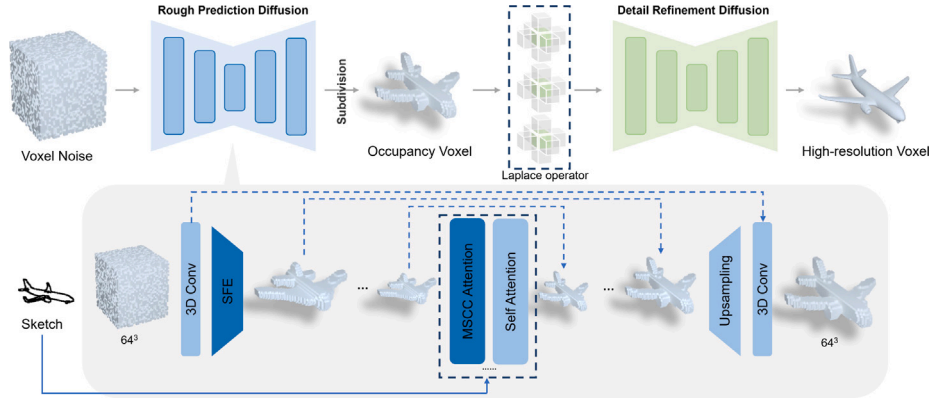 Rough Prediction Diffusion
Detail Refinement Diffusion
Subdivision
Voxel Noise
Occupancy Voxel
Laplace operator
High-resolution Voxel
Sketch
64³
3D Conv
SFE
...
MSCC Attention
Self Attention
......
...
Upsampling
3D Conv
64³